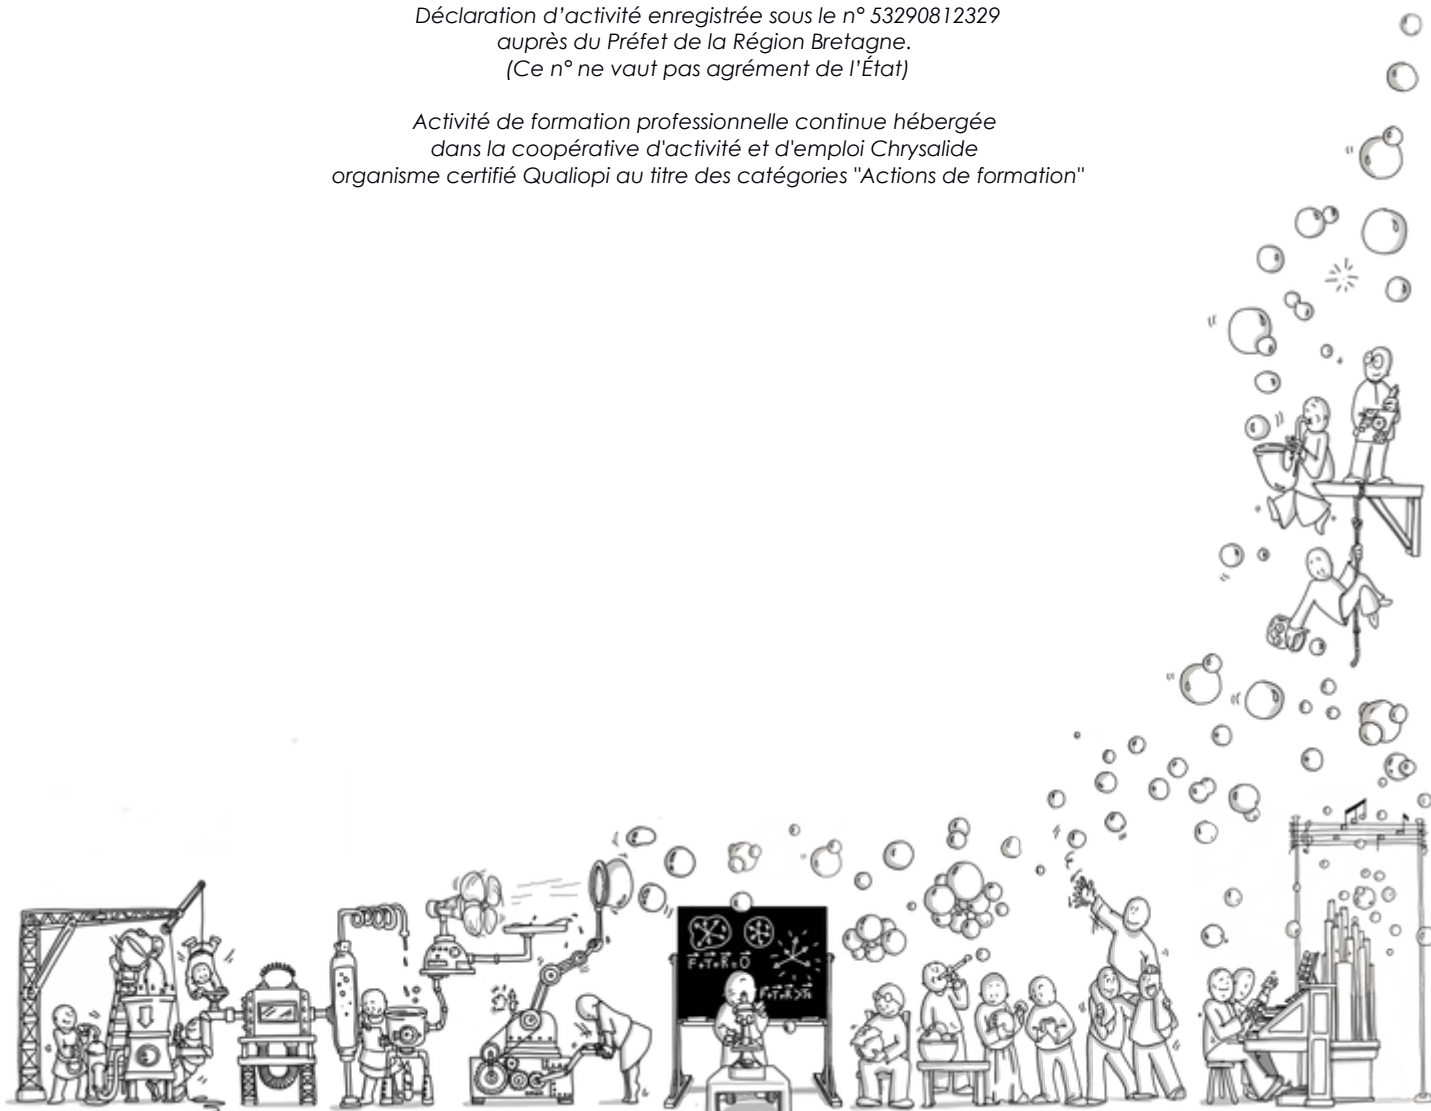 Déclaration d’activité enregistrée sous le n° 53290812329
auprès du Préfet de la Région Bretagne.
(Ce n° ne vaut pas agrément de l’État)
Activité de formation professionnelle continue hébergée
dans la coopérative d'activité et d'emploi Chrysalide
organisme certifié Qualiopi au titre des catégories "Actions de formation"